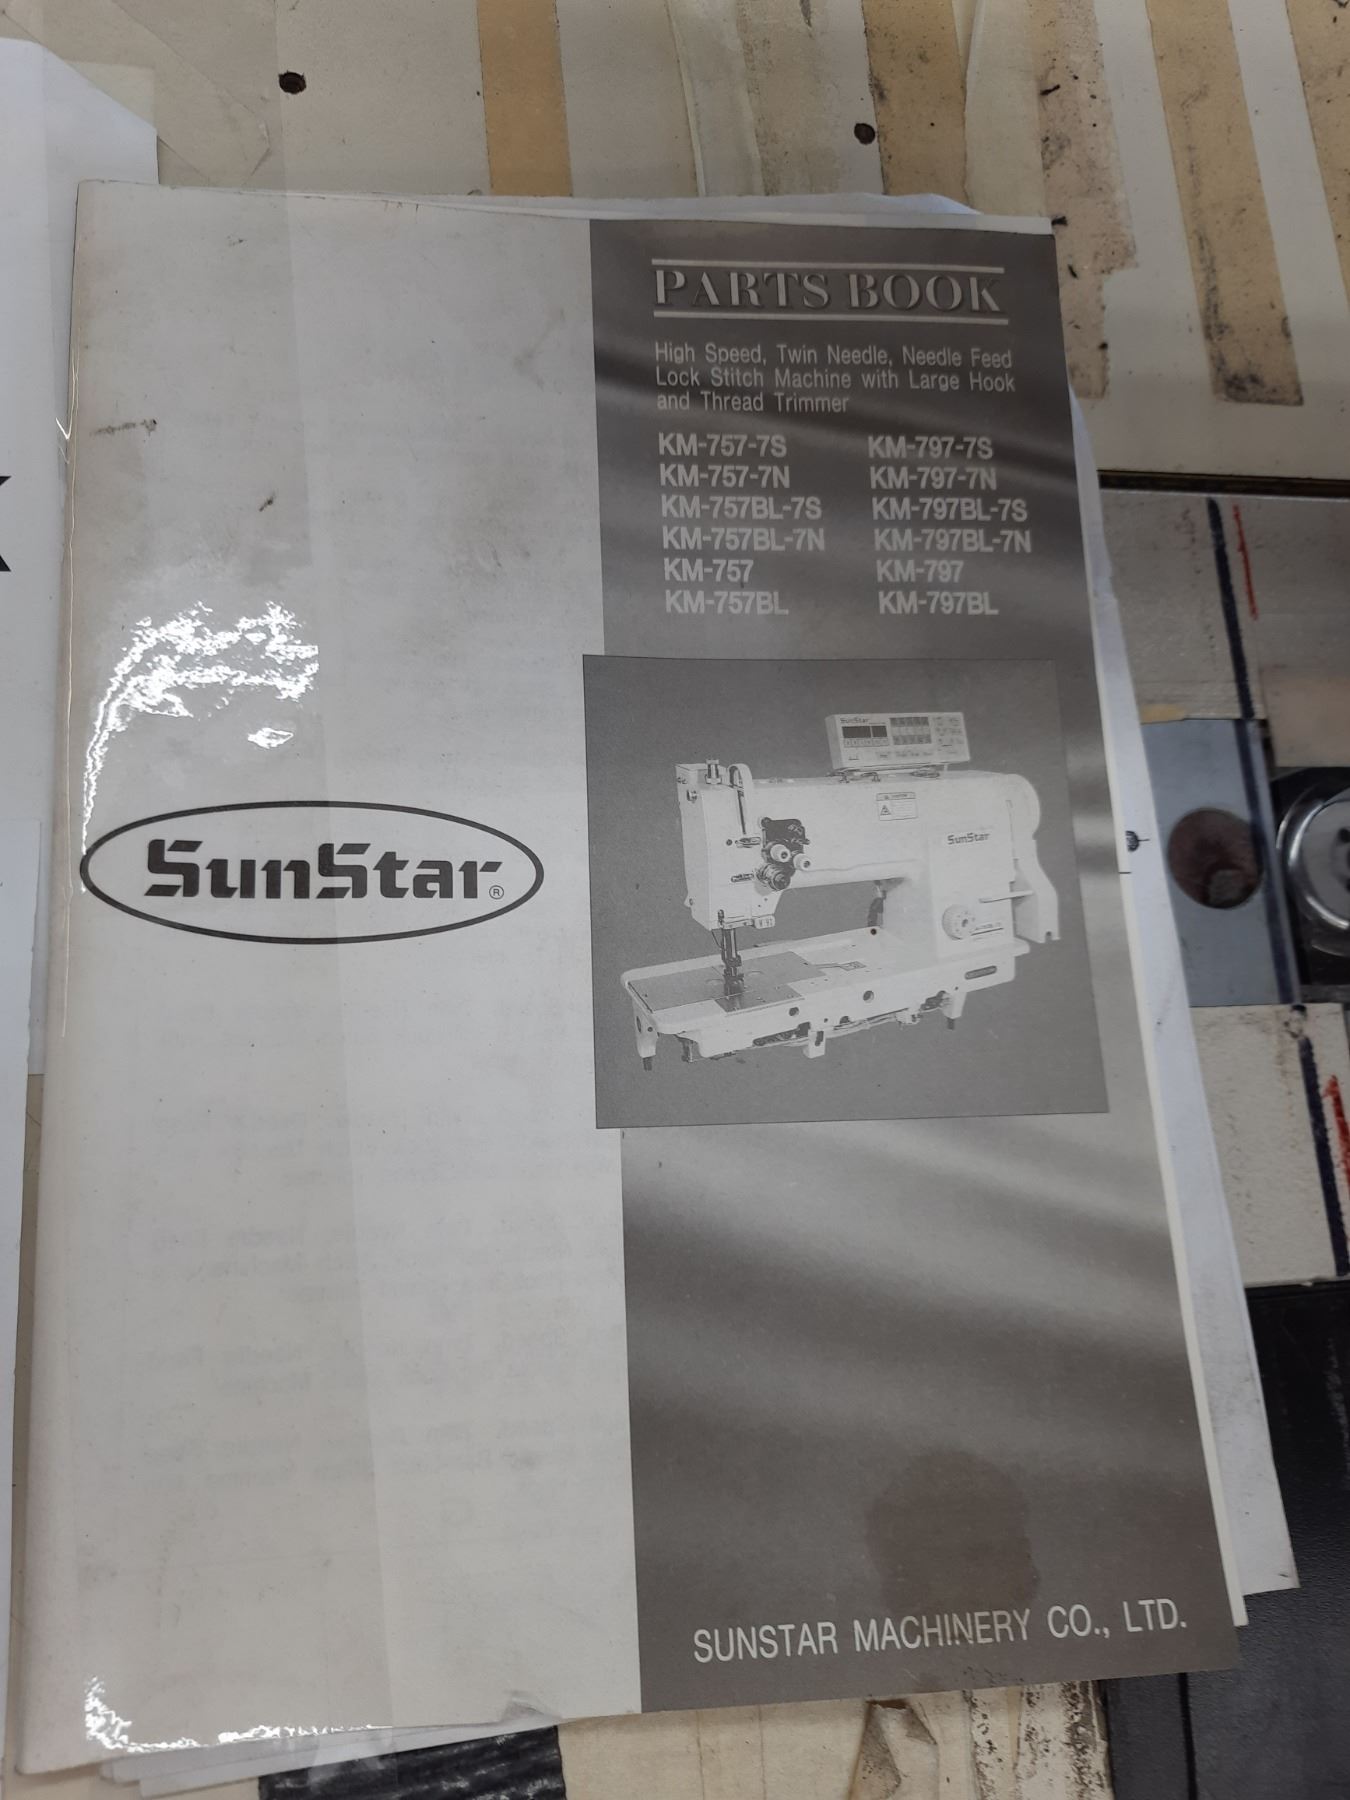 PARTS BOOK
High Speed, Twin Needle, Needle Feed
Lock Stitch Machine with Large Hook
and Thread Trimmer
KM-757-7S KM-797-7S
KM-757-7N KM-797-7N
KM-757BL-7S KM-797BL-7S
KM-757BL-7N KM-797BL-7N
KM-757 KM-797
KM-757BL KM-797BL
SunStar
SunStar
SunStar®
SUNSTAR MACHINERY CO., LTD.